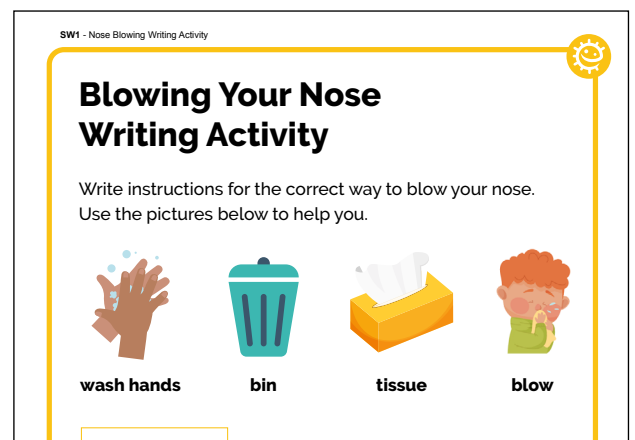 SW1 - Nose Blowing Writing Activity
Blowing Your Nose
Writing Activity
Write instructions for the correct way to blow your nose.
Use the pictures below to help you.
wash hands bin tissue blow